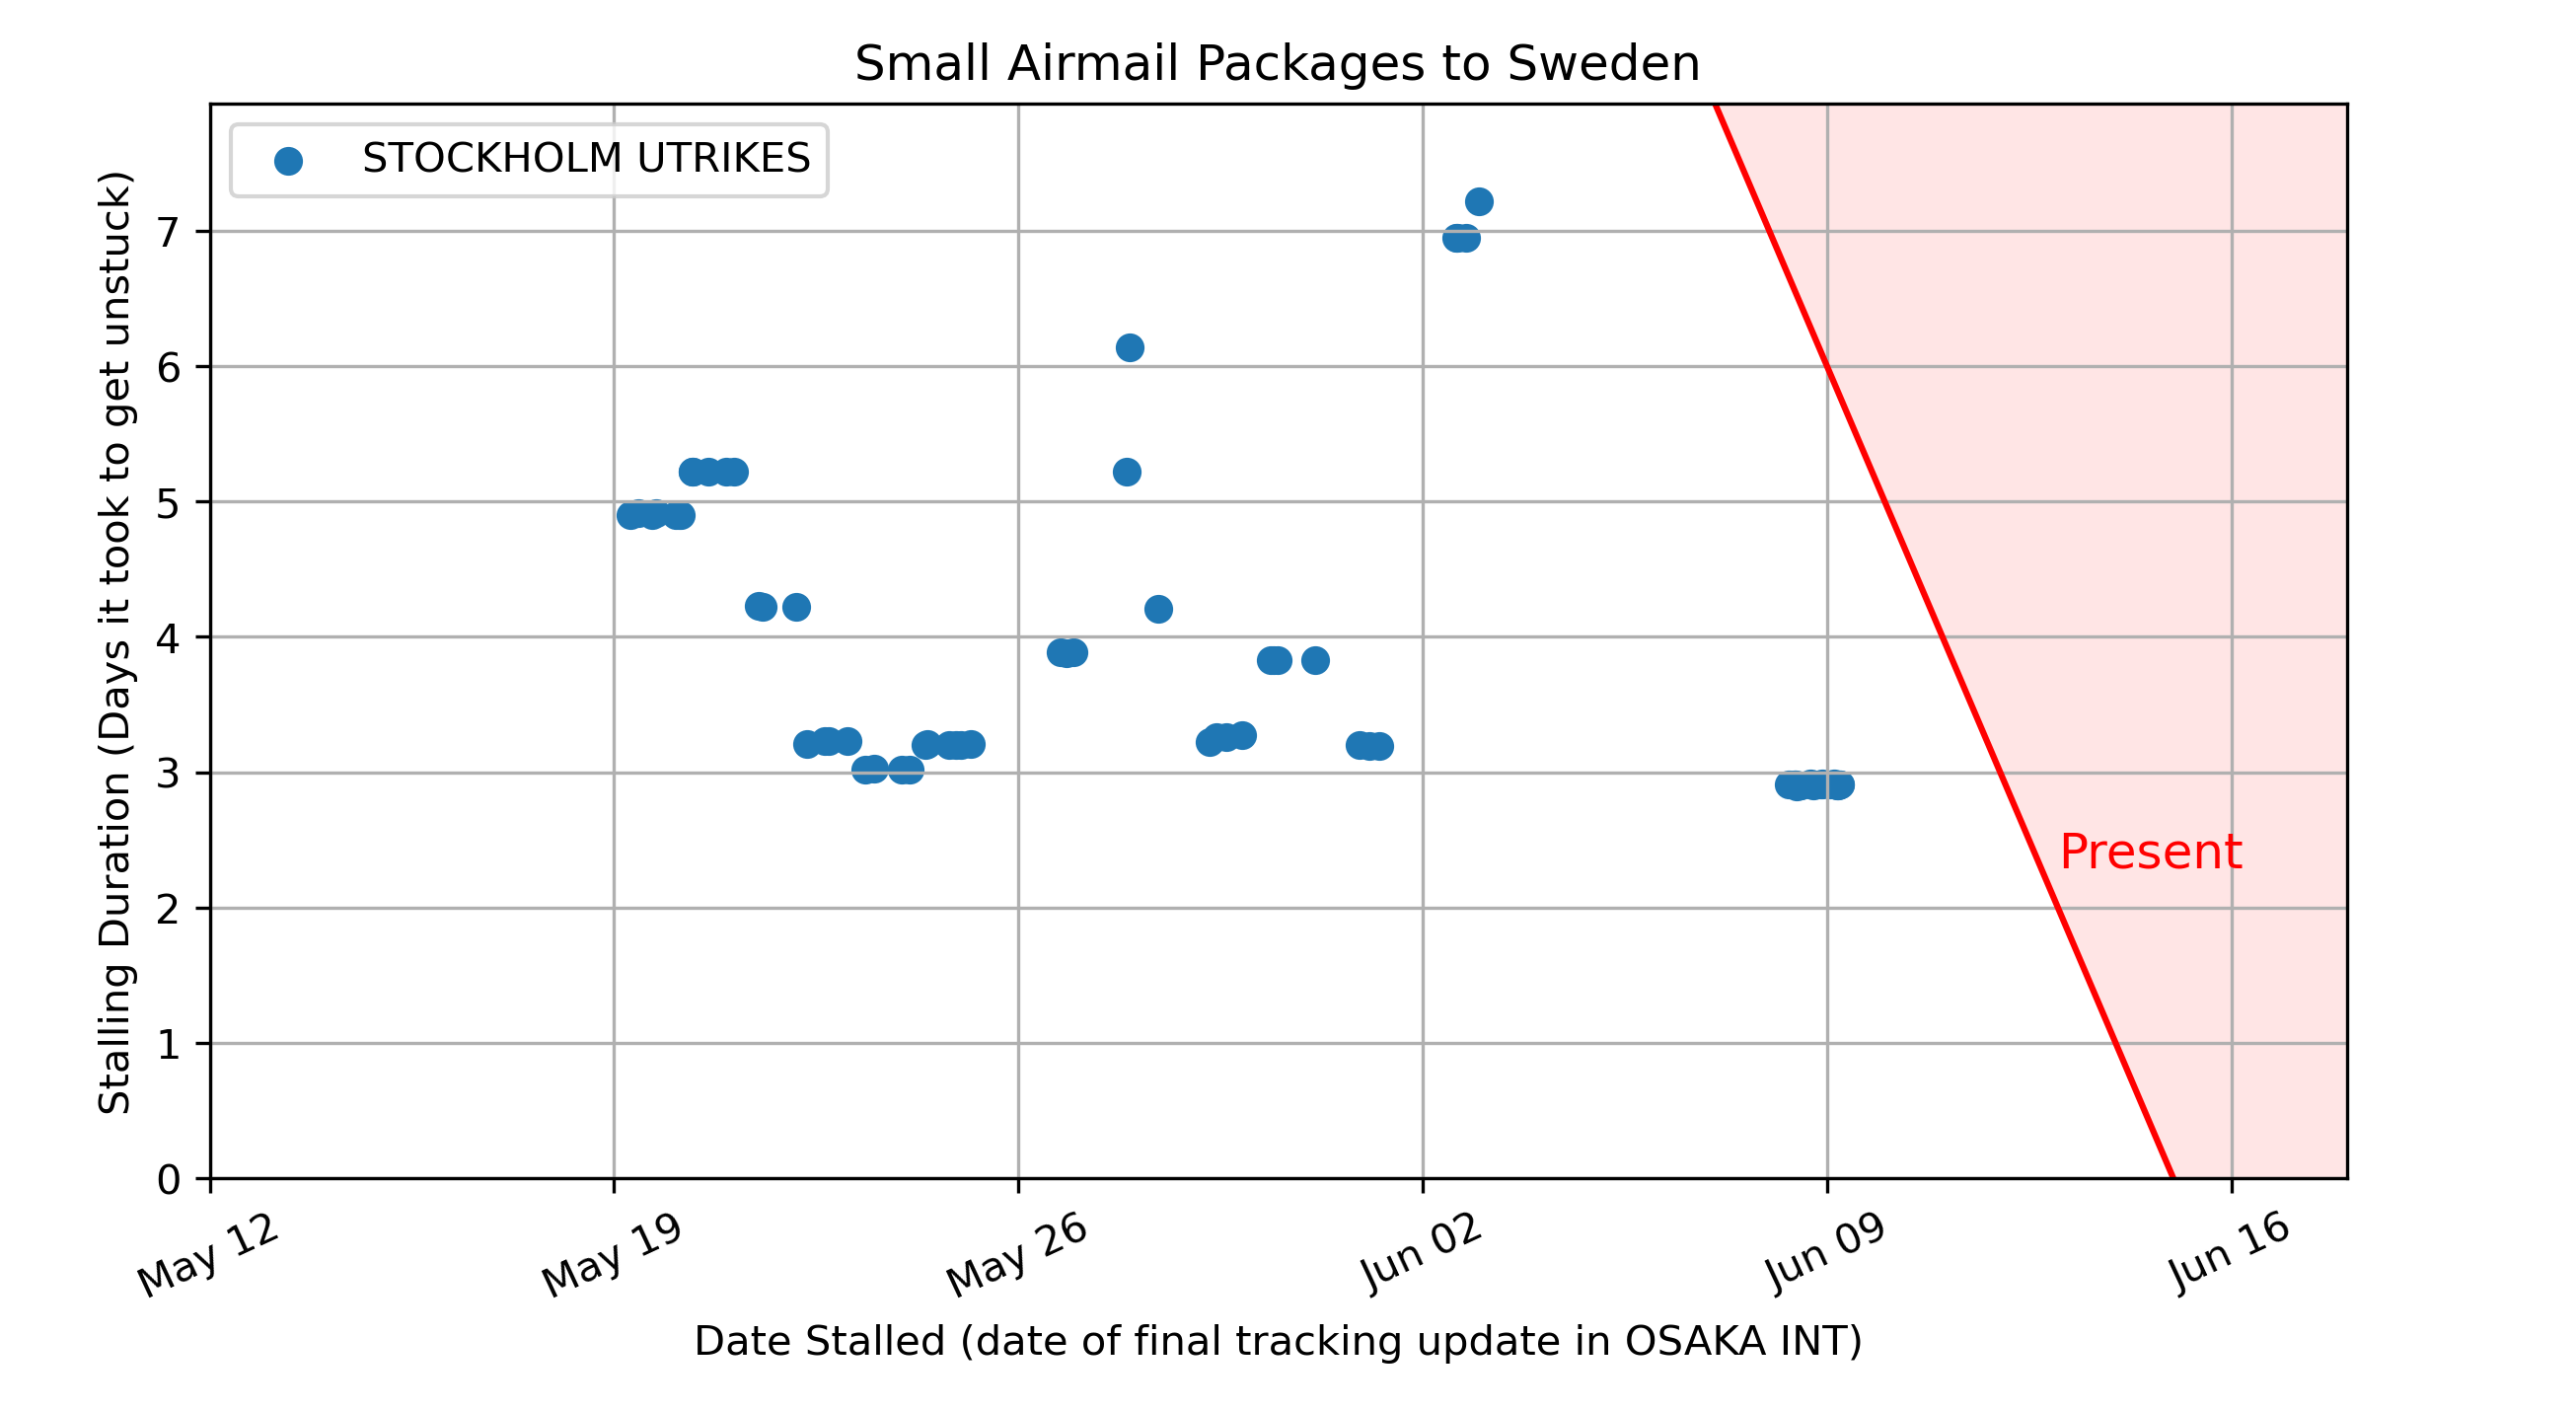 Small Airmail Packages to Sweden
STOCKHOLM UTRIKES
Stalling Duration (Days it took to get unstuck)
7
6
5
4
3
2
1
0
Present
May 12
May 19
May 26
Jun 02
Jun 09
Jun 16
Date Stalled (date of final tracking update in OSAKA INT)